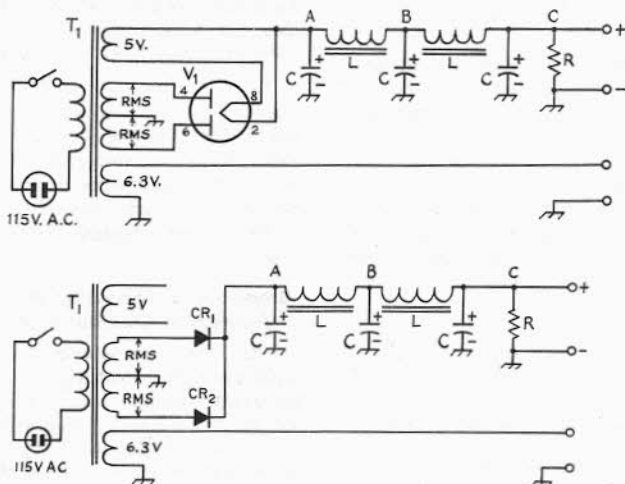 T1
5V.
V1
4
8
6
2
RMS
RMS
A
B
C
L
L
C
+
-
C
+
-
C
+
-
R
+
-
6.3V.
115V. A.C.
T1
5V
CR1
RMS
RMS
CR2
A
B
C
L
L
C
+
-
C
+
-
C
+
-
R
+
-
6.3V
115V AC